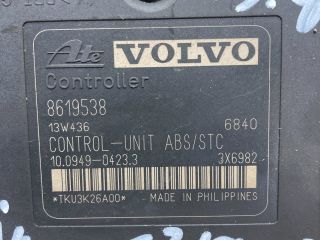 Ate VOLVO
Controller
8619538
13W436 6840
CONTROL-UNIT ABS/STC
10.0949-0423.3 3X6982
*TKU3K26A00* MADE IN PHILIPPINES